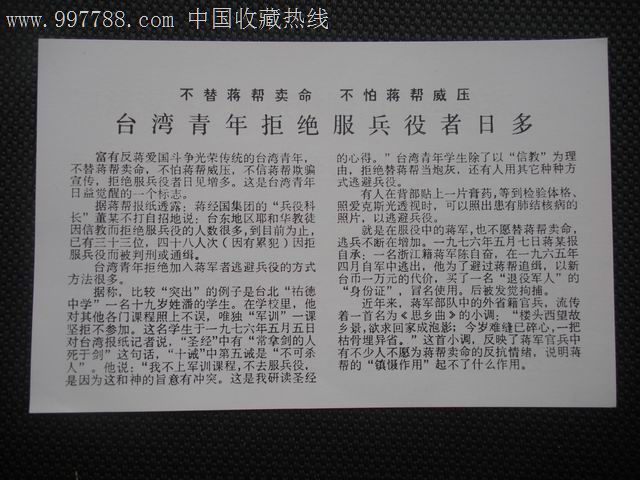 www.997788.com 中国收藏热线
不替蒋帮卖命 不怕蒋帮威压
台湾青年拒绝服兵役者日多
富有反蒋爱国斗争光荣传统的台湾青年，
不替蒋帮卖命，不怕蒋帮威压，不信蒋帮欺骗
宣传，拒绝服兵役者日见增多。这是台湾青年
日益觉醒的一个标志。
据蒋帮报纸透露：蒋经国集团的“兵役科
长”董某不打自招地说：台东地区耶和华教徒
因信教而拒绝服兵役的人数很多，到目前为止，
已有三十三位，四十八人次（因有累犯）因拒
服兵役而被判刑或通缉。
台湾青年拒绝加入蒋军者逃避兵役的方式
方法很多。
据称，比较“突出”的例子是台北“祐德
中学”一名十九岁姓潘的学生。在学校里，他
对其他各门课程照上不误，唯独“军训”一课
坚拒不参加。这名学生于一九七六年五月五日
对台湾报纸记者说，“圣经”中有“常拿剑的人
死于剑”这句话，“十诫”中第五诫是“不可杀
人”。他说：“我不上军训课程，不去服兵役，
是因为这和神的旨意有冲突。这是我研读圣经
的心得。”台湾青年学生除了以“信教”为理
由，拒绝替蒋帮当炮灰，还有人用其它种种方
式逃避兵役。
有人在背部贴上一片膏药，等到检验体格、
照爱克斯光透视时，可以照出患有肺结核病的
照片，以逃避兵役。
就是在服役中的蒋军，也不愿替蒋帮卖命，
逃兵不断在增加。一九七六年五月七日蒋某报
自承：一名浙江籍蒋军陈自奋，在一九六五年
四月自军中逃出，他为了避过蒋帮追缉，以新
台币一万元的代价，买了一名“退役军人”的
“身份证”，冒名使用。后被发觉拘捕。
近年来，蒋军部队中的外省籍官兵，流传
着一首名为《思乡曲》的小调：“楼头西望故
乡景，欲求回家成泡影；今岁难缝已碎心，一把
枯骨埋异省。”这首小调，反映了蒋军官兵中
有不少人不愿为蒋帮卖命的反抗情绪，说明蒋
帮的“镇慑作用”起不了什么作用。